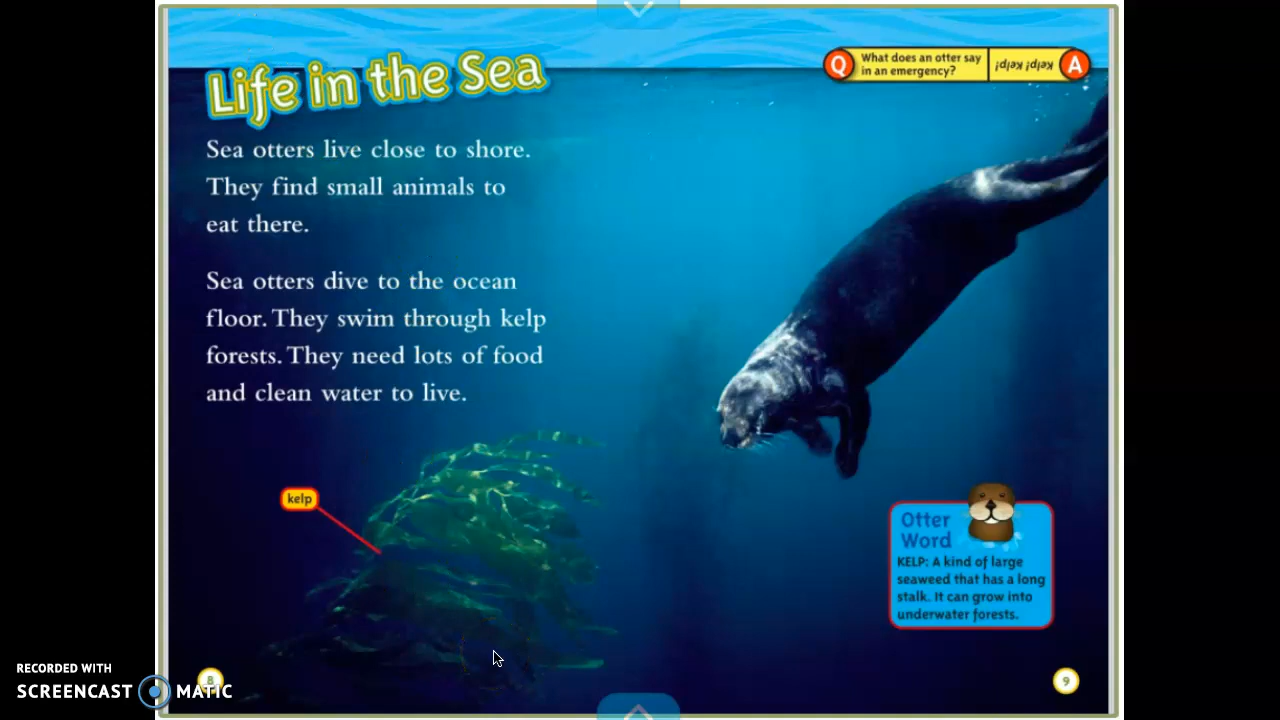 Life in the Sea
Sea otters live close to shore.
They find small animals to
eat there.
Sea otters dive to the ocean
floor. They swim through kelp
forests. They need lots of food
and clean water to live.
kelp
8
Q
What does an otter say
in an emergency?
Kelp! Kelp!
A
Otter
Word
KELP: A kind of large
seaweed that has a long
stalk. It can grow into
underwater forests.
9
RECORDED WITH
SCREENCAST MATIC